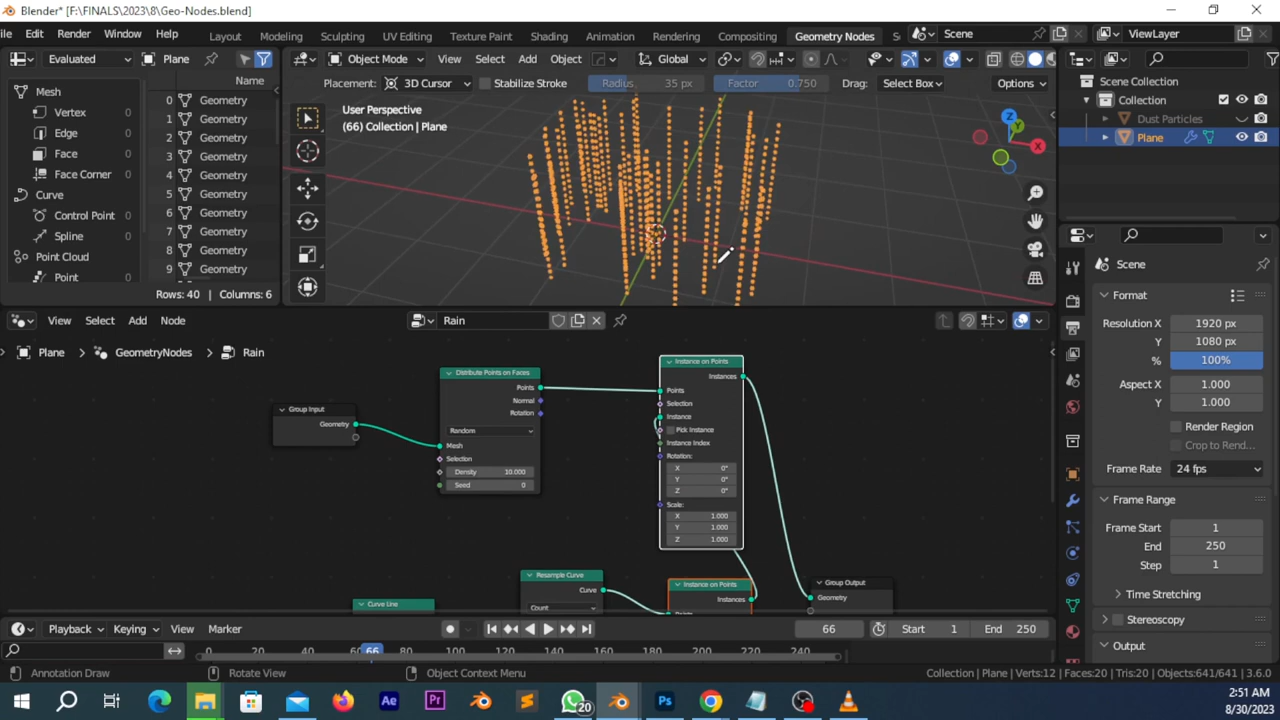 Blender* [F:\FINALS\2023\8\Geo-Nodes.blend]
ile Edit Render Window Help Layout Modeling Sculpting UV Editing Texture Paint Shading Animation Rendering Compositing Geometry Nodes S Scene ViewLayer
Evaluated Plane
Object Mode View Select Add Object Global
Name
Placement: 3D Cursor Stabilize Stroke Radius 35 px Factor 0.750 Drag: Select Box Options
Mesh
Vertex 0
Edge 0
Face 0
Face Corner 0
Curve
Control Point 0
Spline 0
Point Cloud
Point 0
0 Geometry
1 Geometry
2 Geometry
3 Geometry
4 Geometry
5 Geometry
6 Geometry
7 Geometry
8 Geometry
9 Geometry
Rows: 40 | Columns: 6
User Perspective
(66) Collection | Plane
Z
Y
X
Scene Collection
Collection
Dust Particles
Plane
Scene
Format
Resolution X 1920 px
Y 1080 px
% 100%
Aspect X 1.000
Y 1.000
Render Region
Crop to Rend...
Frame Rate 24 fps
Frame Range
Frame Start 1
End 250
Step 1
Time Stretching
Stereoscopy
Output
View Select Add Node Rain
Plane GeometryNodes Rain
Group Input
Geometry
Distribute Points on Faces
Points
Normal
Rotation
Random
Mesh
Selection
Density 10.000
Seed 0
Instance on Points
Instances
Points
Selection
Instance
Pick Instance
Instance Index
Rotation:
X 0°
Y 0°
Z 0°
Scale:
X 1.000
Y 1.000
Z 1.000
Resample Curve
Curve
Count
Curve Line
Instance on Points
Instances
Group Output
Geometry
Playback Keying View Marker 66 Start 1 End 250
0 20 40 66 80 100 120 140 160 180 200 220 240
Annotation Draw Rotate View Object Context Menu Collection | Plane | Verts:12 | Faces:20 | Tris:20 | Objects:641/641 | 3.6.0
Ae Pr Ps 20 2:51 AM
8/30/2023